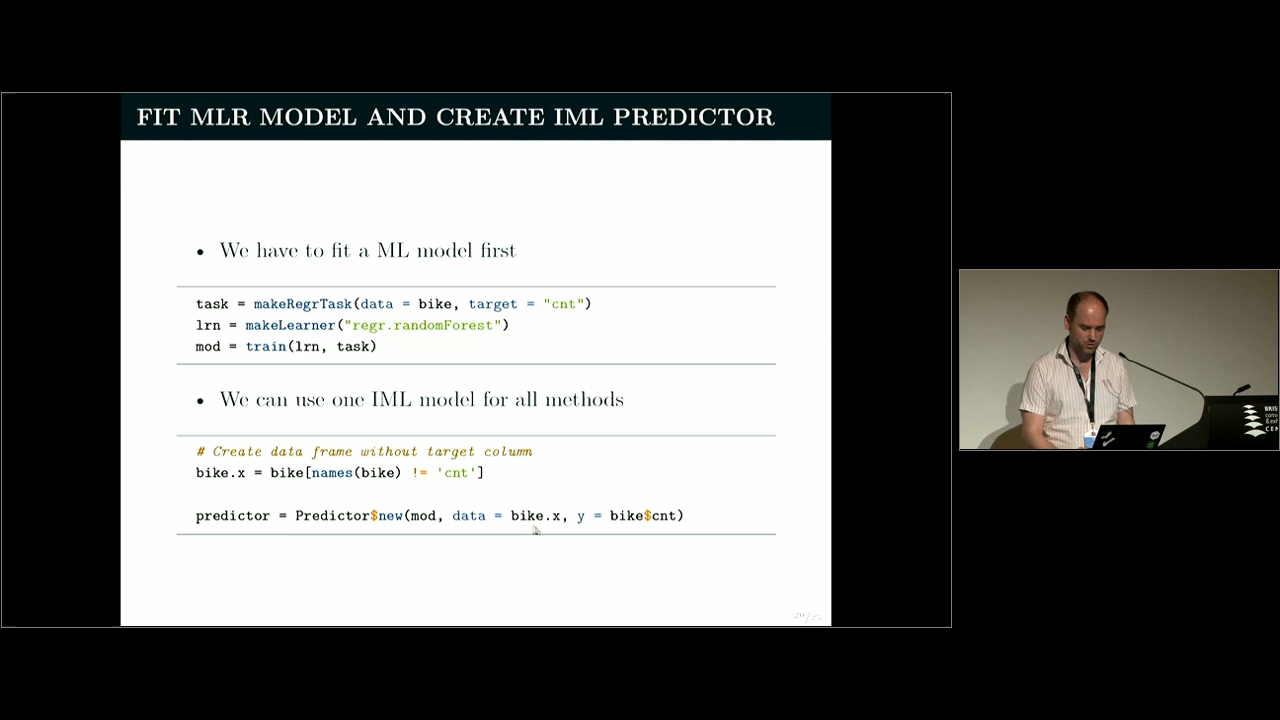 FIT MLR MODEL AND CREATE IML PREDICTOR
• We have to fit a ML model first
task = makeRegrTask(data = bike, target = "cnt")
lrn = makeLearner("regr.randomForest")
mod = train(lrn, task)
• We can use one IML model for all methods
# Create data frame without target column
bike.x = bike[names(bike) != 'cnt']
predictor = Predictor$new(mod, data = bike.x, y = bike$cnt)
BRIS
CEN